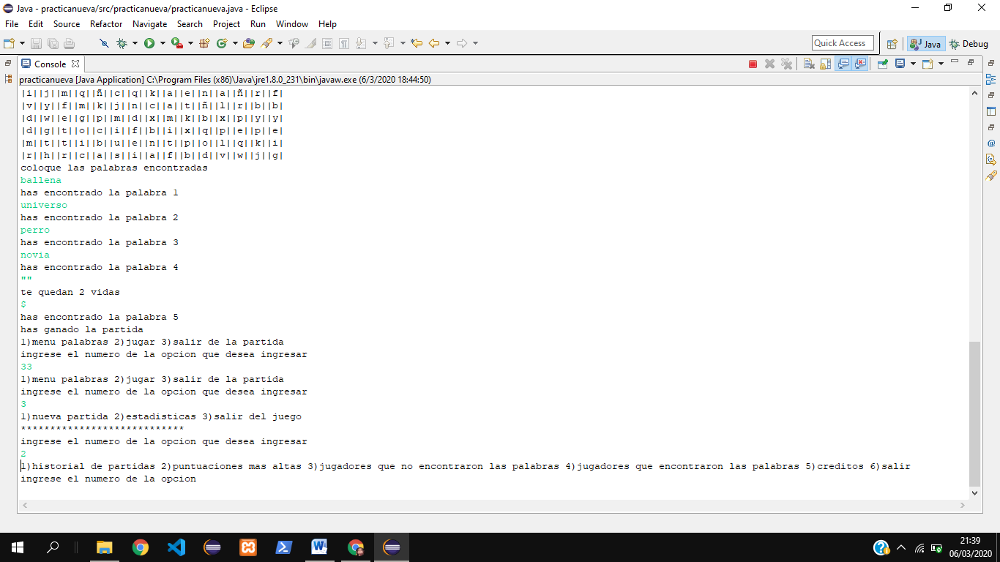 Java - practicanueva/src/practicanueva/practicanueva.java - Eclipse
File Edit Source Refactor Navigate Search Project Run Window Help
Quick Access Java Debug
Console
practicanueva [Java Application] C:\Program Files (x86)\Java\jre1.8.0_231\bin\javaw.exe (6/3/2020 18:44:50)
|i||j||m||q||ñ||c||q||k||a||e||n||a||ñ||r||f|
|v||y||f||m||k||j||n||c||a||t||ñ||l||r||b||b|
|d||w||e||g||p||m||d||x||m||k||b||x||p||y||y|
|d||g||t||o||c||i||f||b||i||x||q||p||e||p||e|
|m||t||t||i||b||u||e||n||t||p||o||l||q||k||i|
|r||h||r||c||a||s||i||a||f||b||d||v||w||j||g|
coloque las palabras encontradas
ballena
has encontrado la palabra 1
universo
has encontrado la palabra 2
perro
has encontrado la palabra 3
novia
has encontrado la palabra 4
""
te quedan 2 vidas
$
has encontrado la palabra 5
has ganado la partida
1)menu palabras 2)jugar 3)salir de la partida
ingrese el numero de la opcion que desea ingresar
33
1)menu palabras 2)jugar 3)salir de la partida
ingrese el numero de la opcion que desea ingresar
3
1)nueva partida 2)estadisticas 3)salir del juego
****************************
ingrese el numero de la opcion que desea ingresar
2
1)historial de partidas 2)puntuaciones mas altas 3)jugadores que no encontraron las palabras 4)jugadores que encontraron las palabras 5)creditos 6)salir
ingrese el numero de la opcion
21:39
06/03/2020